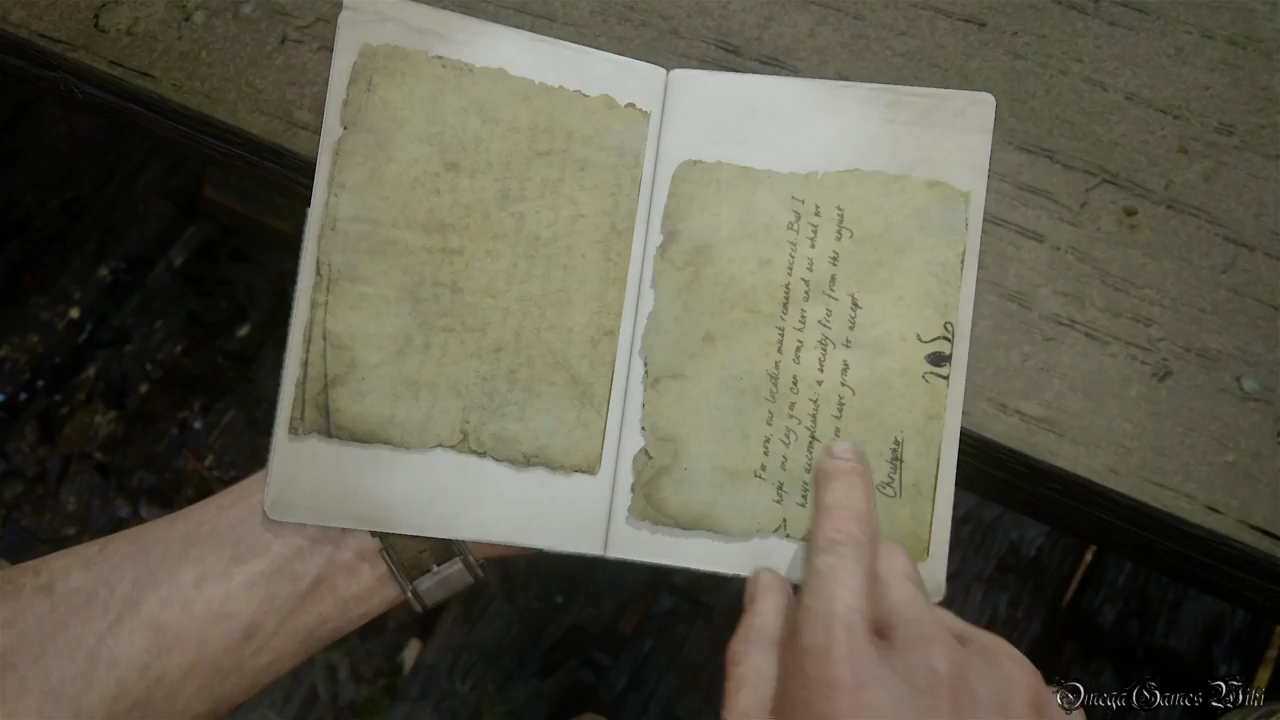 For now, our location must remain secret. But I
hope one day you can come here and see what we
have accomplished: a society free from the unjust
have grown to accept.
Christopher
Omega Games Wiki